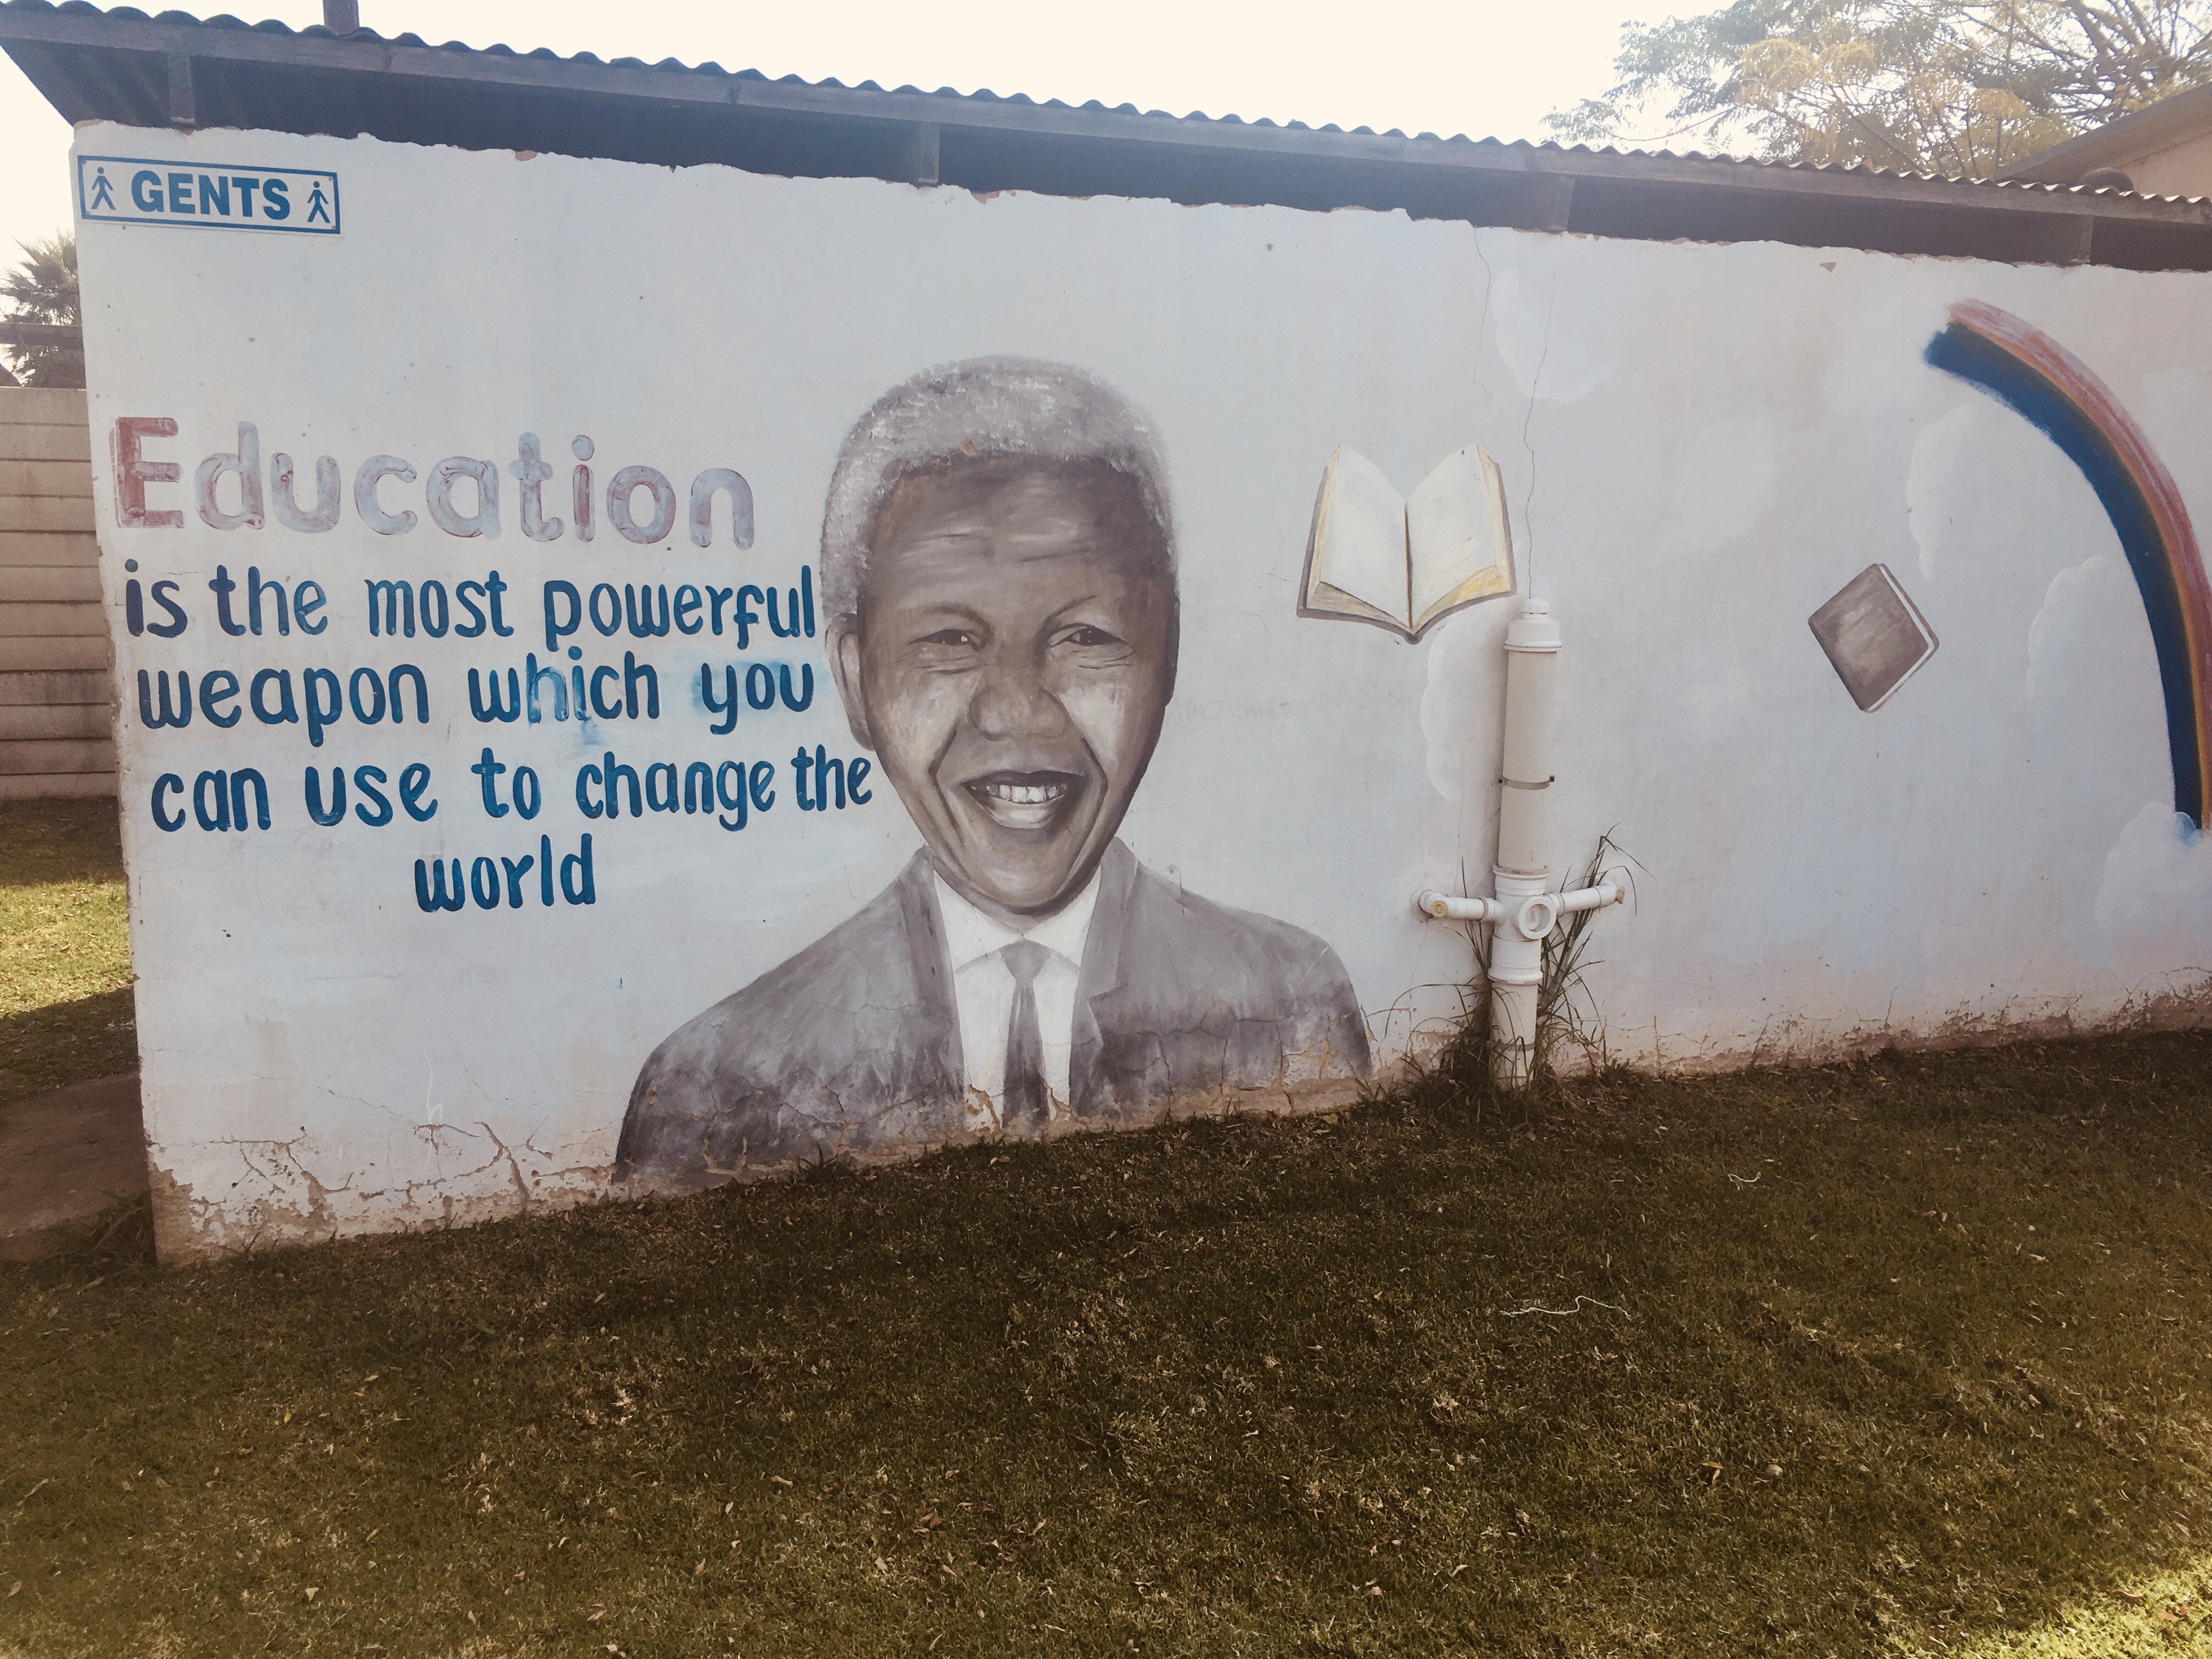 GENTS
Education
is the most powerful
weapon which you
can use to change the
world